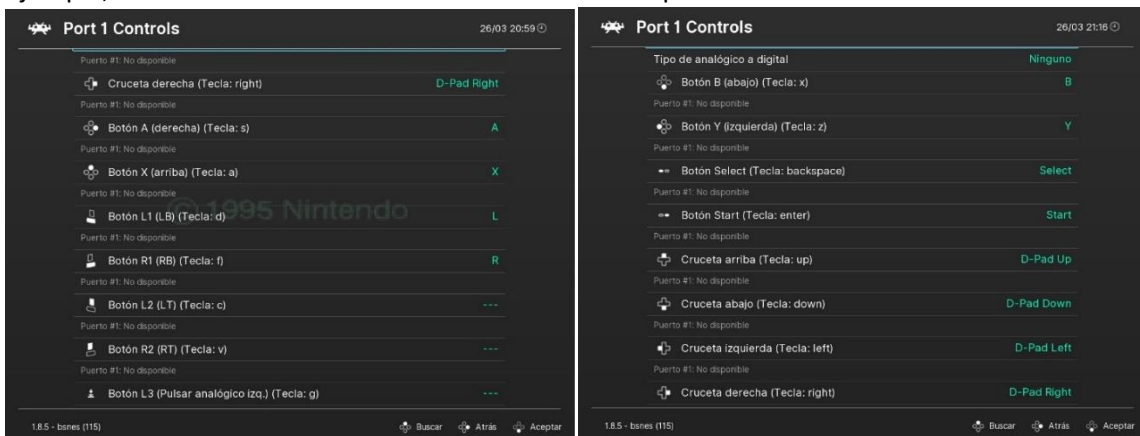 Port 1 Controls
26/03 20:59
Puerto #1: No disponible
Cruceta derecha (Tecla: right) D-Pad Right
Puerto #1: No disponible
Botón A (derecha) (Tecla: s) A
Puerto #1: No disponible
Botón X (arriba) (Tecla: a) X
Puerto #1: No disponible
© 1995 Nintendo
Botón L1 (LB) (Tecla: d) L
Puerto #1: No disponible
Botón R1 (RB) (Tecla: f) R
Puerto #1: No disponible
Botón L2 (LT) (Tecla: c) ---
Puerto #1: No disponible
Botón R2 (RT) (Tecla: v) ---
Puerto #1: No disponible
Botón L3 (Pulsar analógico izq.) (Tecla: g) ---
1.8.5 - bsnes (115) Buscar Atrás Aceptar
Port 1 Controls
26/03 21:16
Tipo de analógico a digital Ninguno
Botón B (abajo) (Tecla: x) B
Puerto #1: No disponible
Botón Y (izquierda) (Tecla: z) Y
Puerto #1: No disponible
Botón Select (Tecla: backspace) Select
Puerto #1: No disponible
Botón Start (Tecla: enter) Start
Puerto #1: No disponible
Cruceta arriba (Tecla: up) D-Pad Up
Puerto #1: No disponible
Cruceta abajo (Tecla: down) D-Pad Down
Puerto #1: No disponible
Cruceta izquierda (Tecla: left) D-Pad Left
Puerto #1: No disponible
Cruceta derecha (Tecla: right) D-Pad Right
1.8.5 - bsnes (115) Buscar Atrás Aceptar